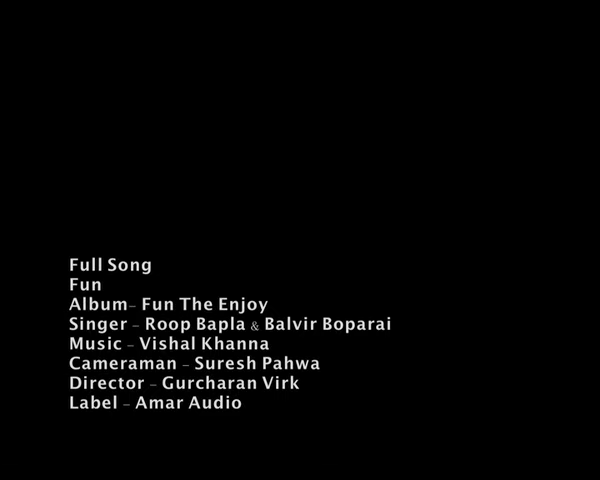 Full Song
Fun
Album– Fun The Enjoy
Singer – Roop Bapla & Balvir Boparai
Music – Vishal Khanna
Cameraman – Suresh Pahwa
Director – Gurcharan Virk
Label – Amar Audio